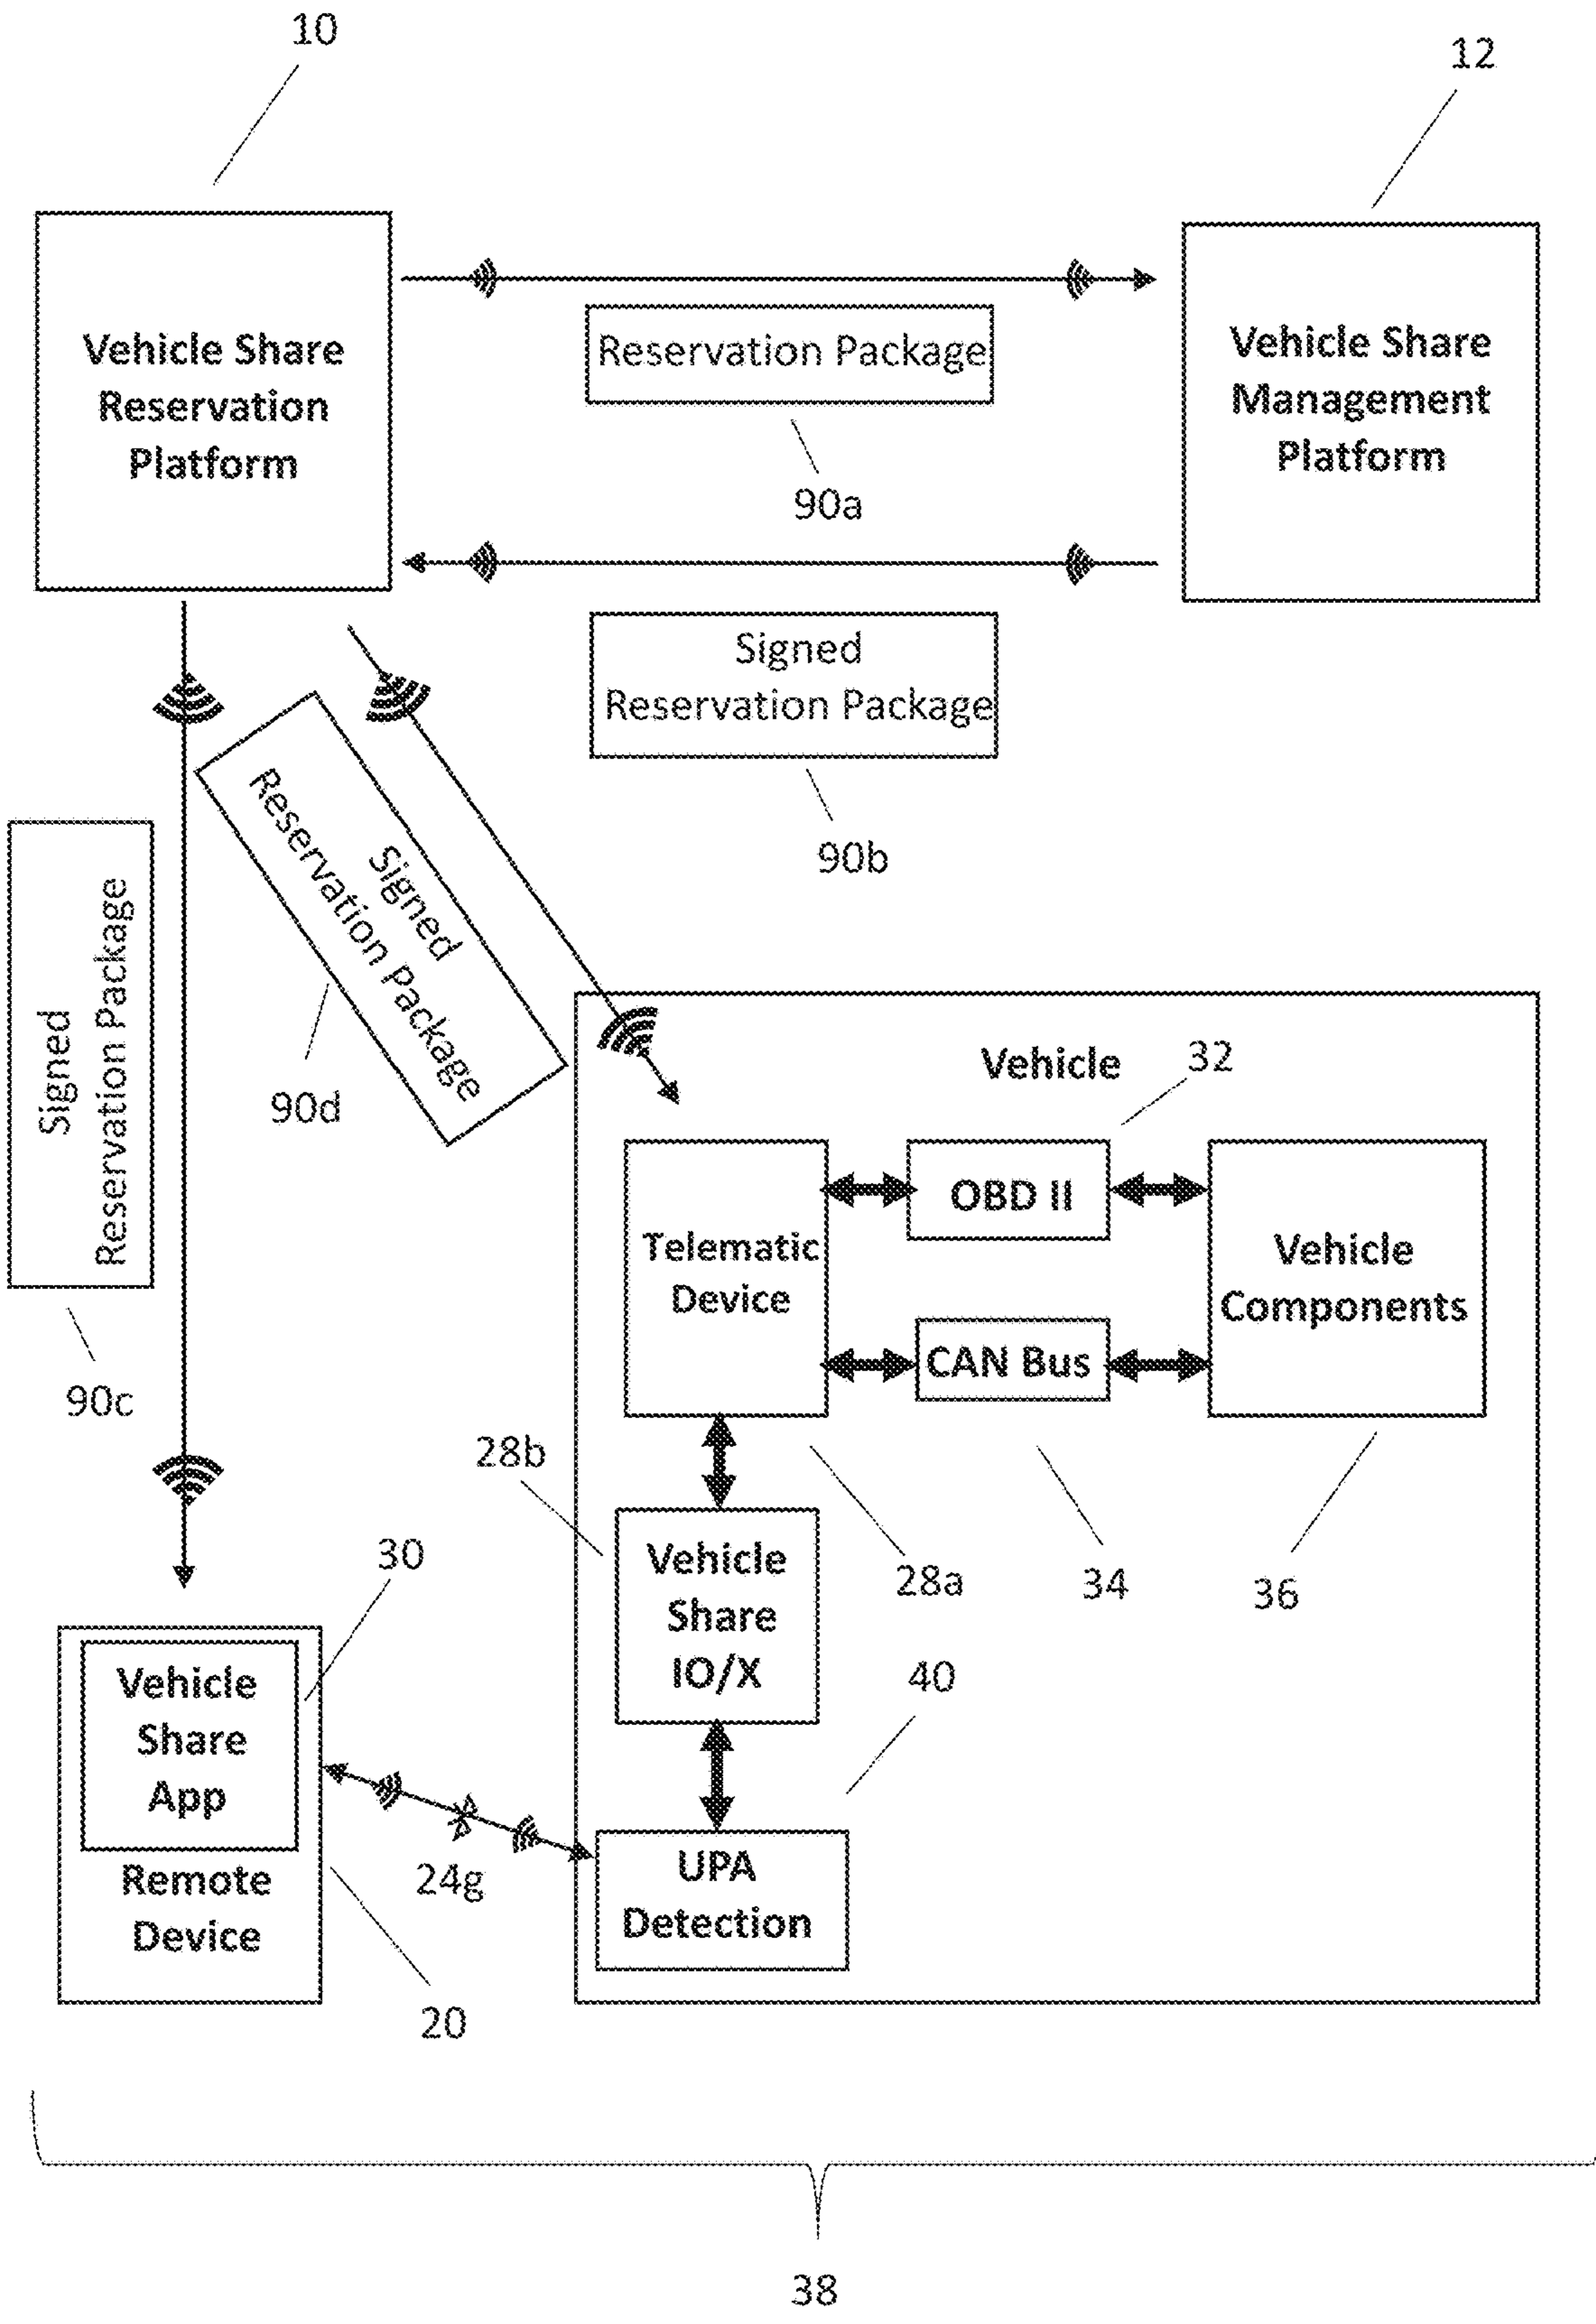 10
12
Vehicle Share
Reservation
Platform
Reservation Package
90a
Vehicle Share
Management
Platform
Signed
Reservation Package
90b
Signed
Reservation Package
90c
Signed
Reservation Package
90d
Vehicle
32
Telematic
Device
OBD II
CAN Bus
Vehicle
Components
28b
28a
34
36
Vehicle
Share
IO/X
40
30
Vehicle
Share
App
Remote
Device
24g
UPA
Detection
20
38